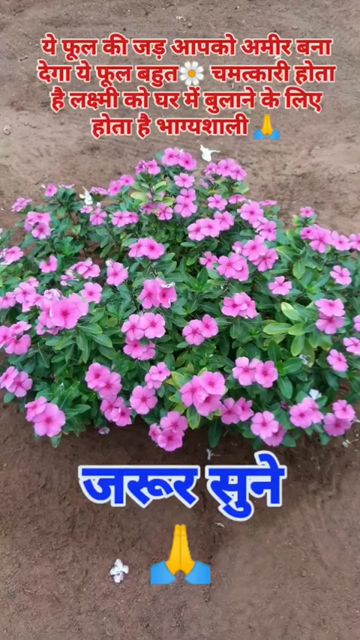 ये फूल की जड़ आपको अमीर बना
देगा ये फूल बहुत🌼 चमत्कारी होता
है लक्ष्मी को घर में बुलाने के लिए
होता है भाग्यशाली 🙏
जरूर सुने
🙏